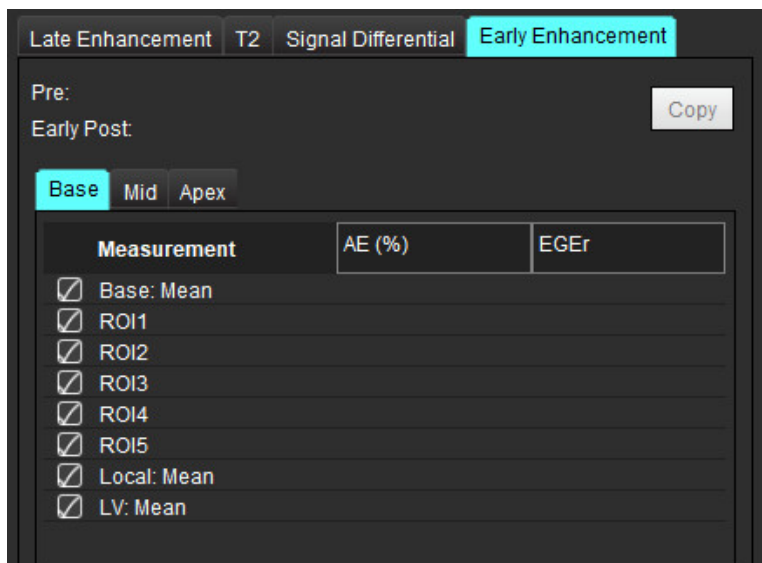 Late Enhancement T2 Signal Differential Early Enhancement
Pre:
Copy
Early Post:
Base Mid Apex
Measurement AE (%) EGEr
Base: Mean
ROI1
ROI2
ROI3
ROI4
ROI5
Local: Mean
LV: Mean